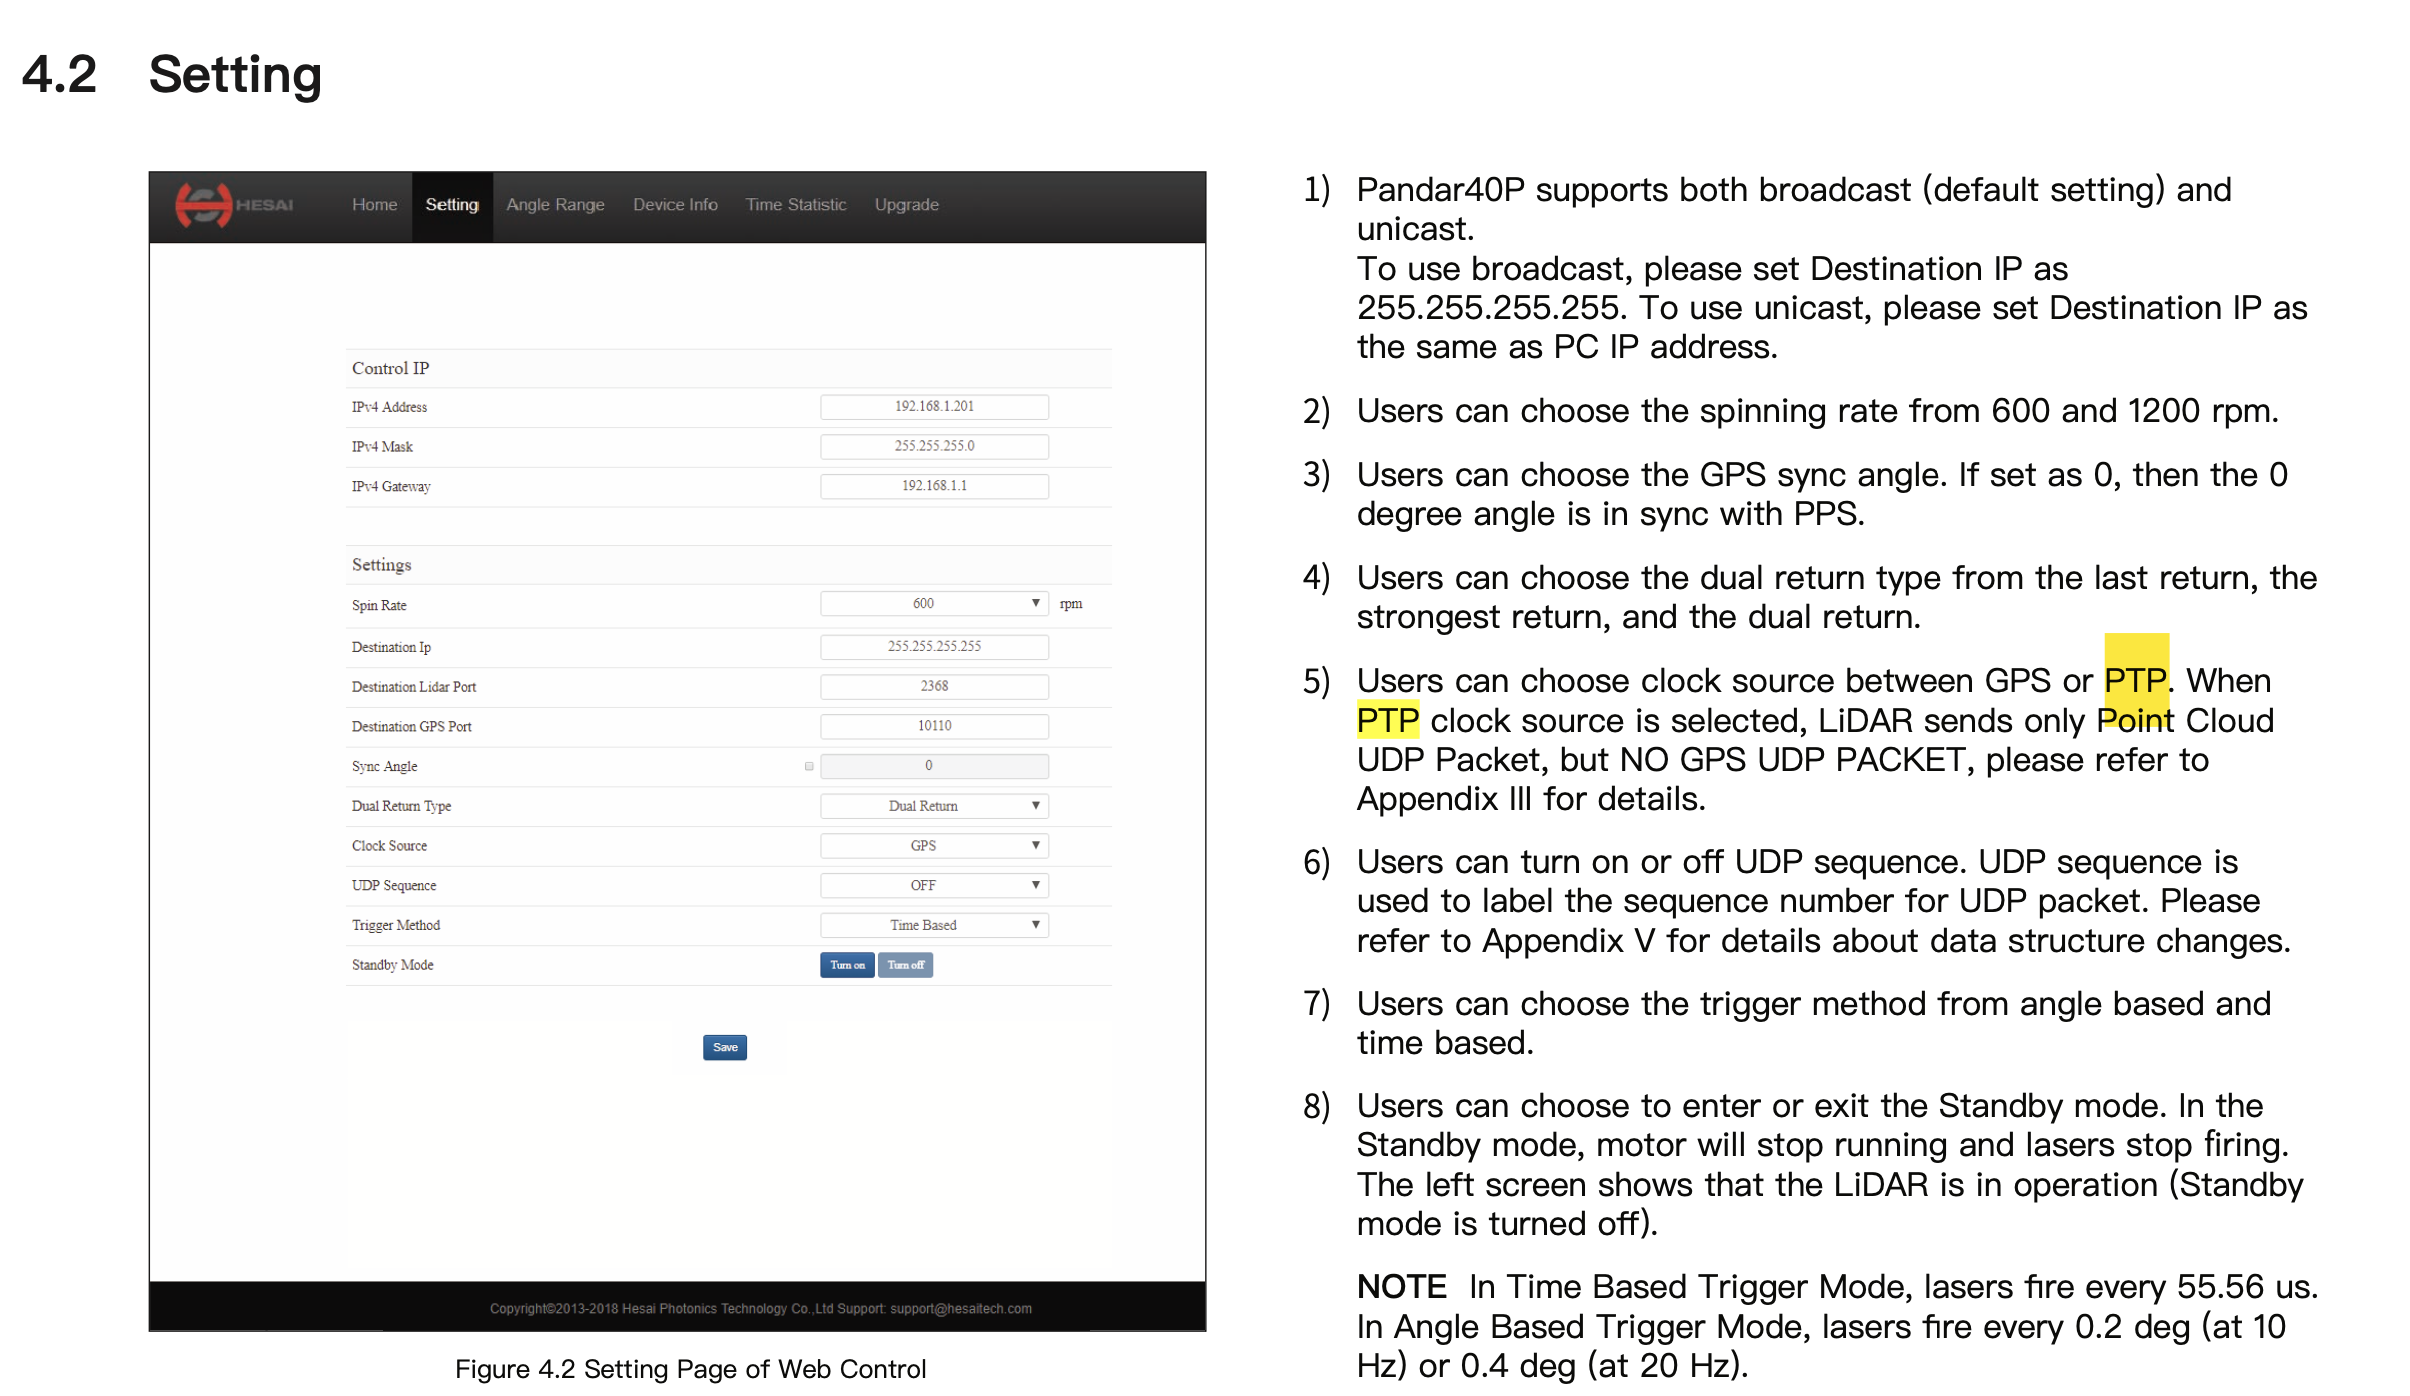 4.2 Setting
HESAI Home Setting Angle Range Device Info Time Statistic Upgrade
Control IP
IPv4 Address 192.168.1.201
IPv4 Mask 255.255.255.0
IPv4 Gateway 192.168.1.1
Settings
Spin Rate 600 rpm
Destination Ip 255.255.255.255
Destination Lidar Port 2368
Destination GPS Port 10110
Sync Angle 0
Dual Return Type Dual Return
Clock Source GPS
UDP Sequence OFF
Trigger Method Time Based
Standby Mode Turn on Turn off
Save
Copyright©2013-2018 Hesai Photonics Technology Co.,Ltd Support: support@hesaitech.com
Figure 4.2 Setting Page of Web Control
1) Pandar40P supports both broadcast (default setting) and
unicast.
To use broadcast, please set Destination IP as
255.255.255.255. To use unicast, please set Destination IP as
the same as PC IP address.
2) Users can choose the spinning rate from 600 and 1200 rpm.
3) Users can choose the GPS sync angle. If set as 0, then the 0
degree angle is in sync with PPS.
4) Users can choose the dual return type from the last return, the
strongest return, and the dual return.
5) Users can choose clock source between GPS or PTP. When
PTP clock source is selected, LiDAR sends only Point Cloud
UDP Packet, but NO GPS UDP PACKET, please refer to
Appendix III for details.
6) Users can turn on or off UDP sequence. UDP sequence is
used to label the sequence number for UDP packet. Please
refer to Appendix V for details about data structure changes.
7) Users can choose the trigger method from angle based and
time based.
8) Users can choose to enter or exit the Standby mode. In the
Standby mode, motor will stop running and lasers stop firing.
The left screen shows that the LiDAR is in operation (Standby
mode is turned off).
NOTE In Time Based Trigger Mode, lasers fire every 55.56 us.
In Angle Based Trigger Mode, lasers fire every 0.2 deg (at 10
Hz) or 0.4 deg (at 20 Hz).